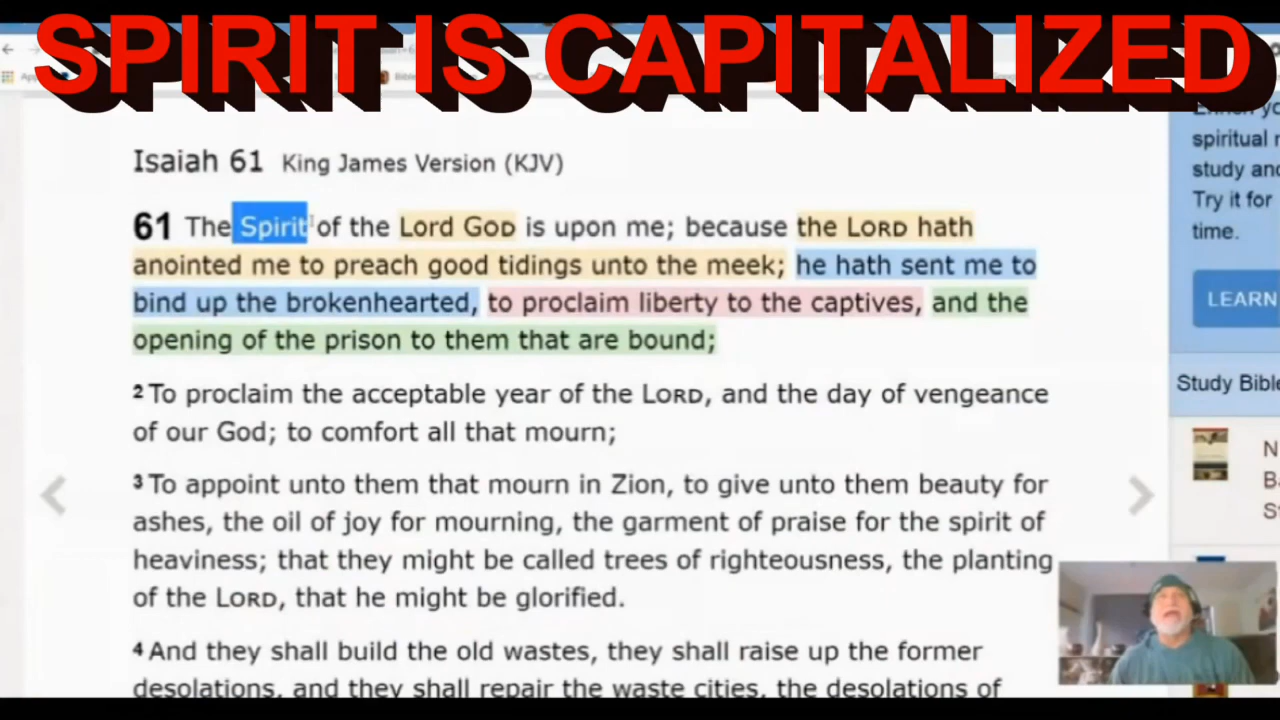 SPIRIT IS CAPITALIZED
spiritual
study and
Try it for
time.
LEARN
Study Bible
Isaiah 61 King James Version (KJV)
61 The Spirit of the Lord GOD is upon me; because the LORD hath
anointed me to preach good tidings unto the meek; he hath sent me to
bind up the brokenhearted, to proclaim liberty to the captives, and the
opening of the prison to them that are bound;
2 To proclaim the acceptable year of the LORD, and the day of vengeance
of our God; to comfort all that mourn;
3 To appoint unto them that mourn in Zion, to give unto them beauty for
ashes, the oil of joy for mourning, the garment of praise for the spirit of
heaviness; that they might be called trees of righteousness, the planting
of the LORD, that he might be glorified.
4 And they shall build the old wastes, they shall raise up the former
desolations, and they shall repair the waste cities, the desolations of